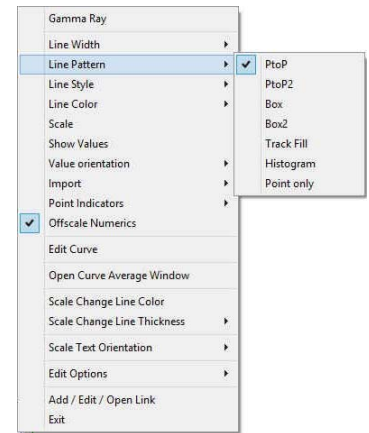 Gamma Ray
Line Width
Line Pattern
PtoP
Line Style
PtoP2
Line Color
Box
Scale
Box2
Show Values
Track Fill
Value orientation
Histogram
Import
Point only
Point Indicators
Offscale Numerics
Edit Curve
Open Curve Average Window
Scale Change Line Color
Scale Change Line Thickness
Scale Text Orientation
Edit Options
Add / Edit / Open Link
Exit